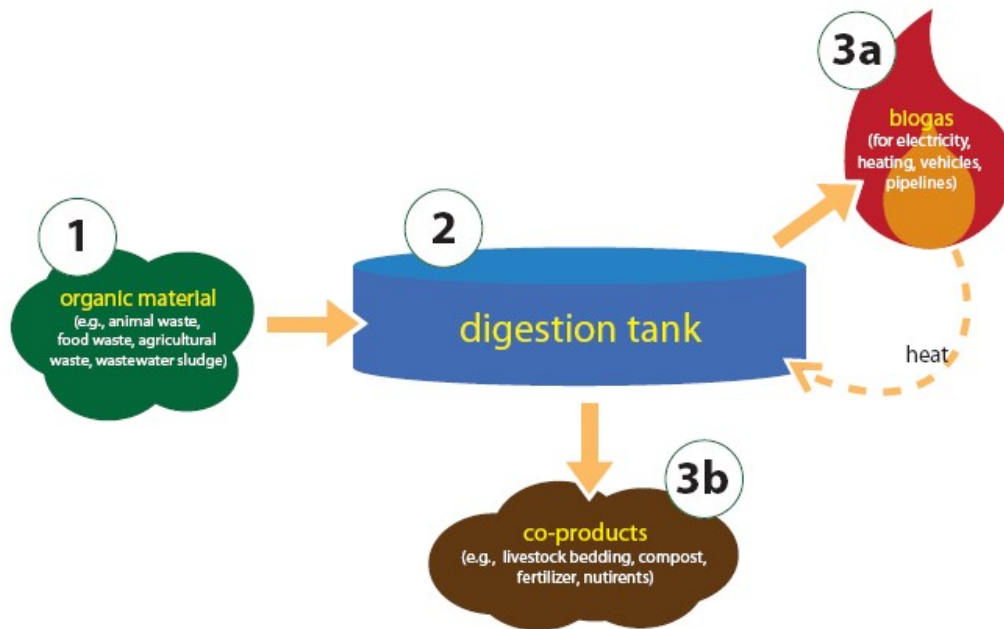 1
organic material
(e.g., animal waste,
food waste, agricultural
waste, wastewater sludge)
2
digestion tank
3a
biogas
(for electricity,
heating, vehicles,
pipelines)
heat
3b
co-products
(e.g., livestock bedding, compost,
fertilizer, nutirents)